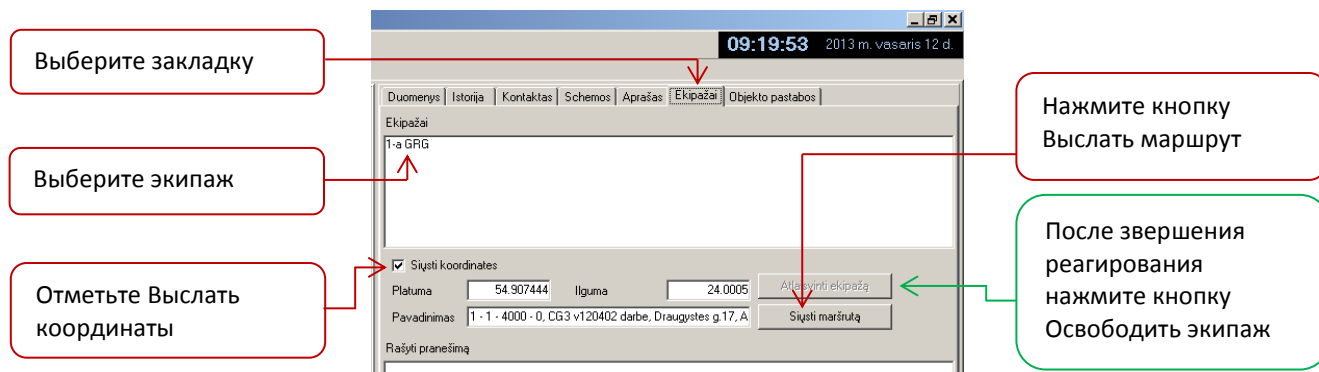 09:19:53 2013 m. vasaris 12 d.
Выберите закладку
Duomenys Istorija Kontaktas Schemos Aprašas Ekipažai Objekto pastabos
Ekipažai
1-a GRG
Выберите экипаж
Нажмите кнопку
Выслать маршрут
Отметьте Выслать
координаты
Siųsti koordinates
Platuma 54.907444 Ilguma 24.0005 Atlaisvinti ekipažą
Pavadinimas 1 - 1 - 4000 - 0, CG3 v120402 darbe, Draugystes g.17, A Siųsti maršrutą
Rašyti pranešimą
После звершения
реагирования
нажмите кнопку
Освободить экипаж